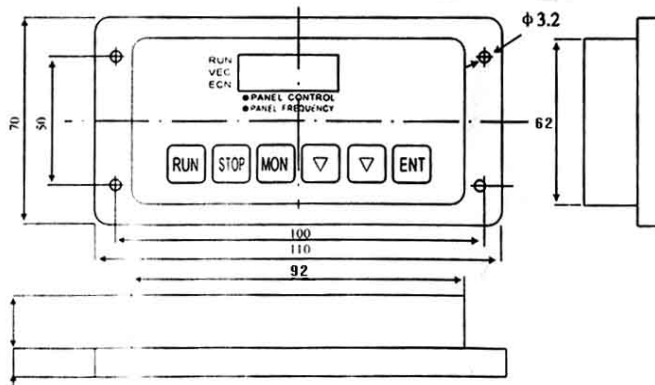 φ3.2
RUN
VEC
ECN
●PANEL CONTROL
●PANEL FREQUENCY
70
50
62
RUN STOP MON ▽ ▽ ENT
100
110
92